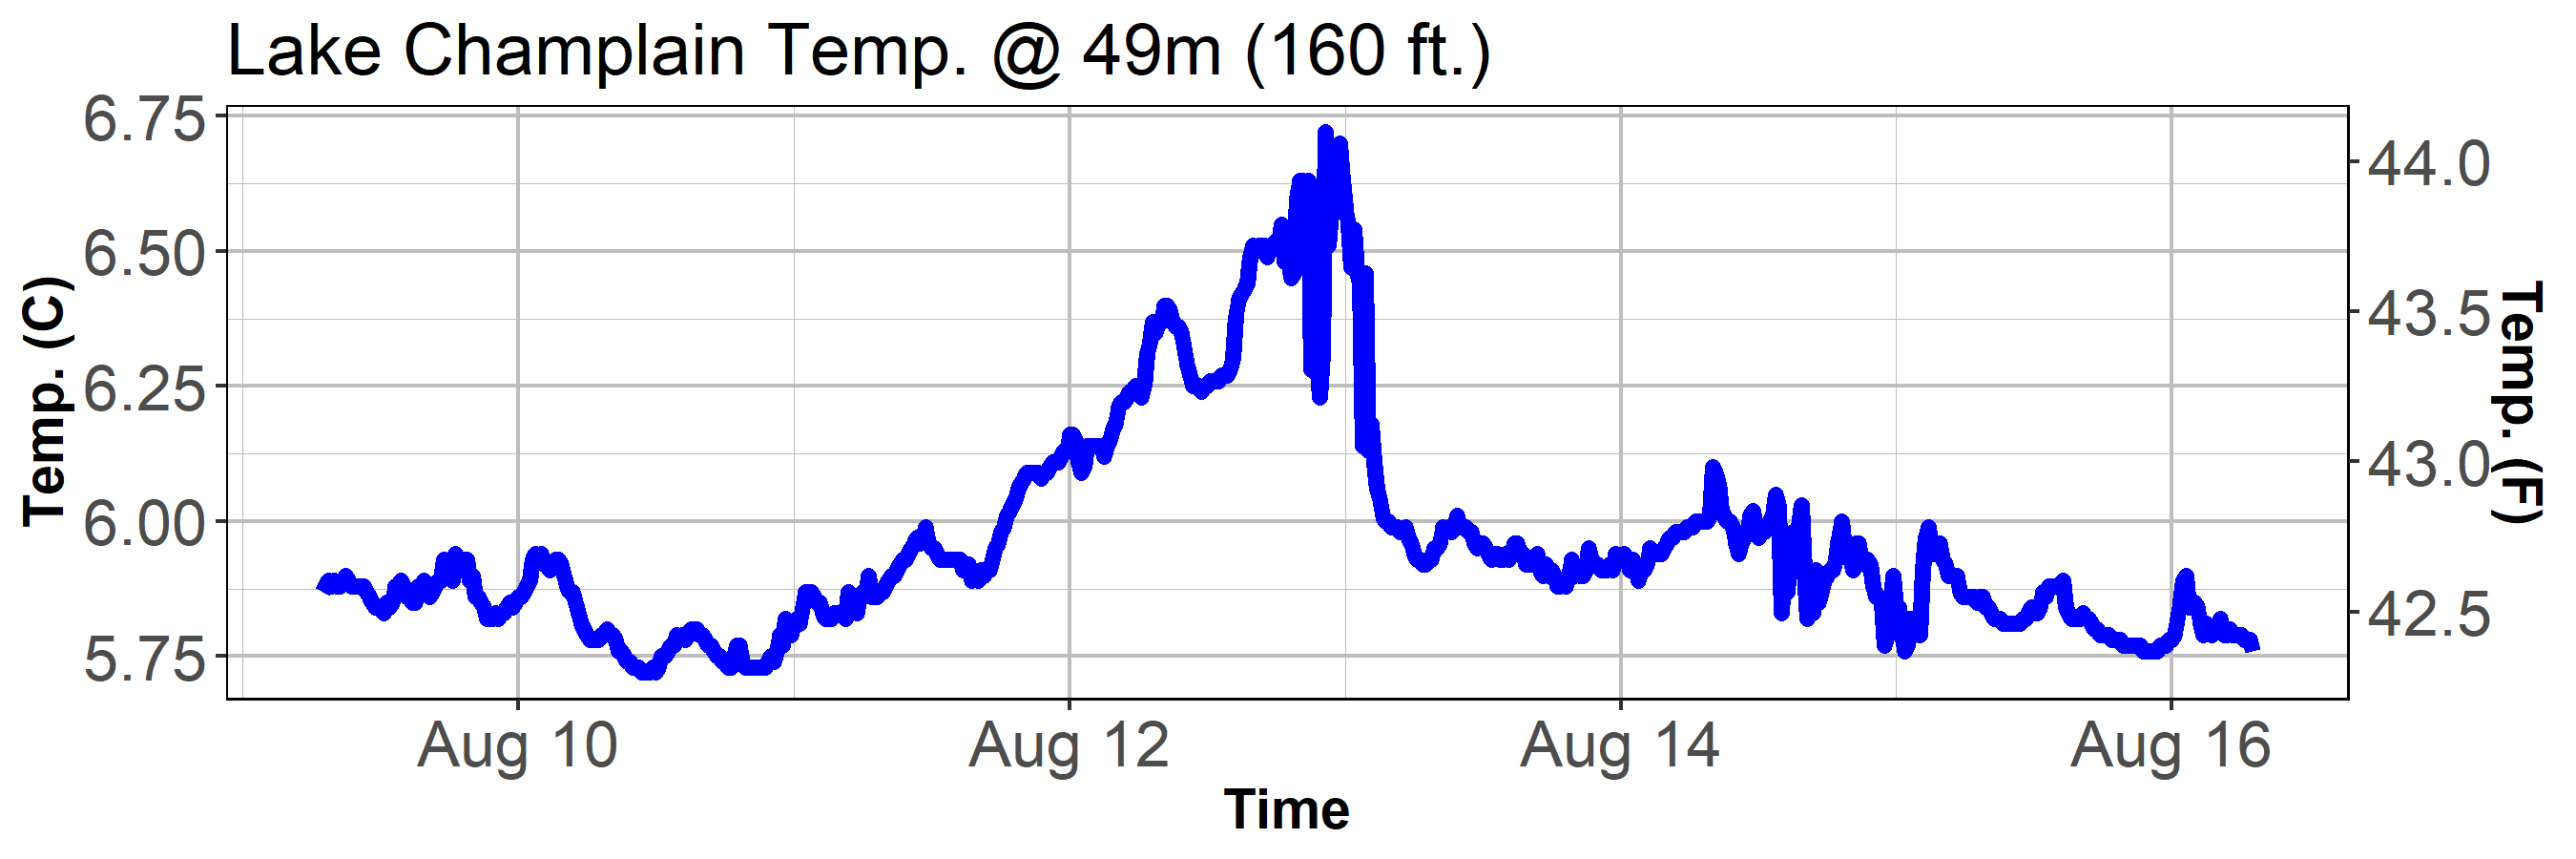 Lake Champlain Temp. @ 49m (160 ft.)
Temp. (C)
6.75
6.50
6.25
6.00
5.75
44.0
43.5
43.0
42.5
Temp. (F)
Aug 10 Aug 12 Aug 14 Aug 16
Time